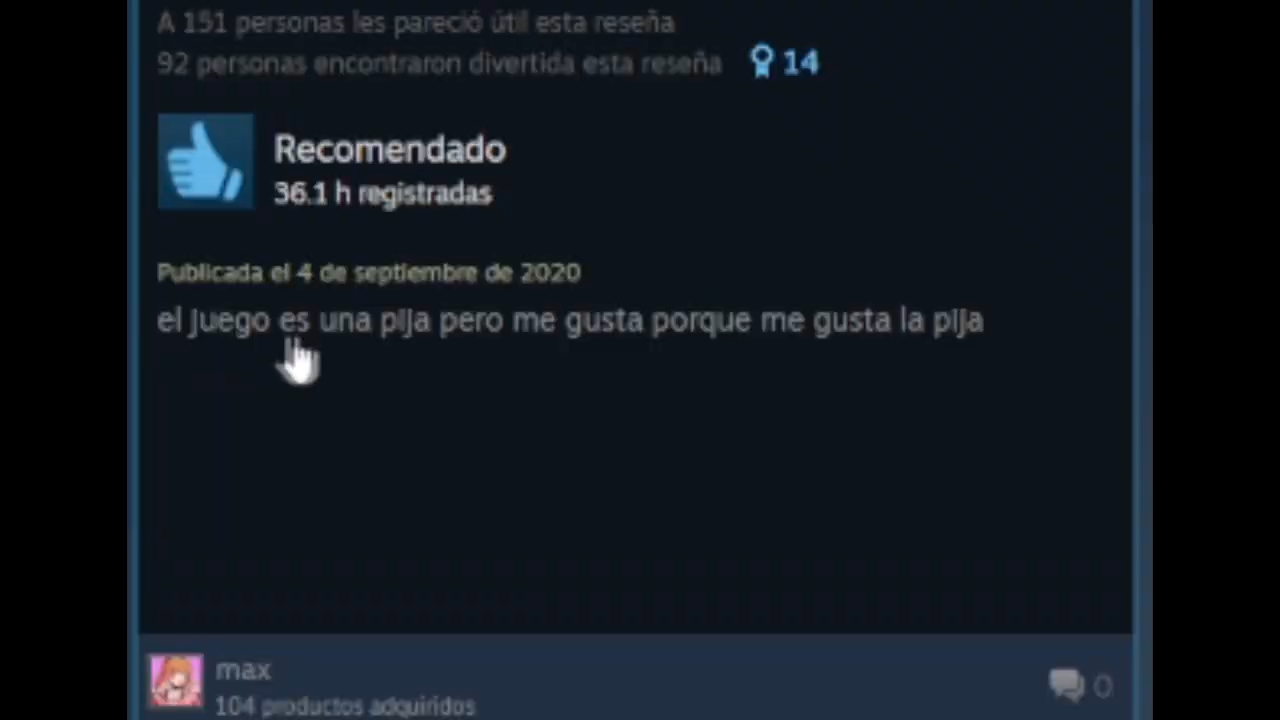 A 151 personas les pareció útil esta reseña
92 personas encontraron divertida esta reseña 14
Recomendado
36.1 h registradas
Publicada el 4 de septiembre de 2020
el juego es una pija pero me gusta porque me gusta la pija
max
104 productos adquiridos
0